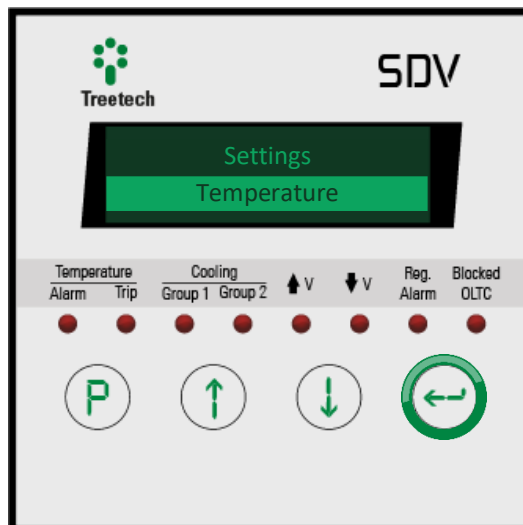 Treetech
SDV
Settings
Temperature
Temperature Cooling ⬆ V ⬇ V Reg. Blocked
Alarm Trip Group 1 Group 2 Alarm OLTC
P